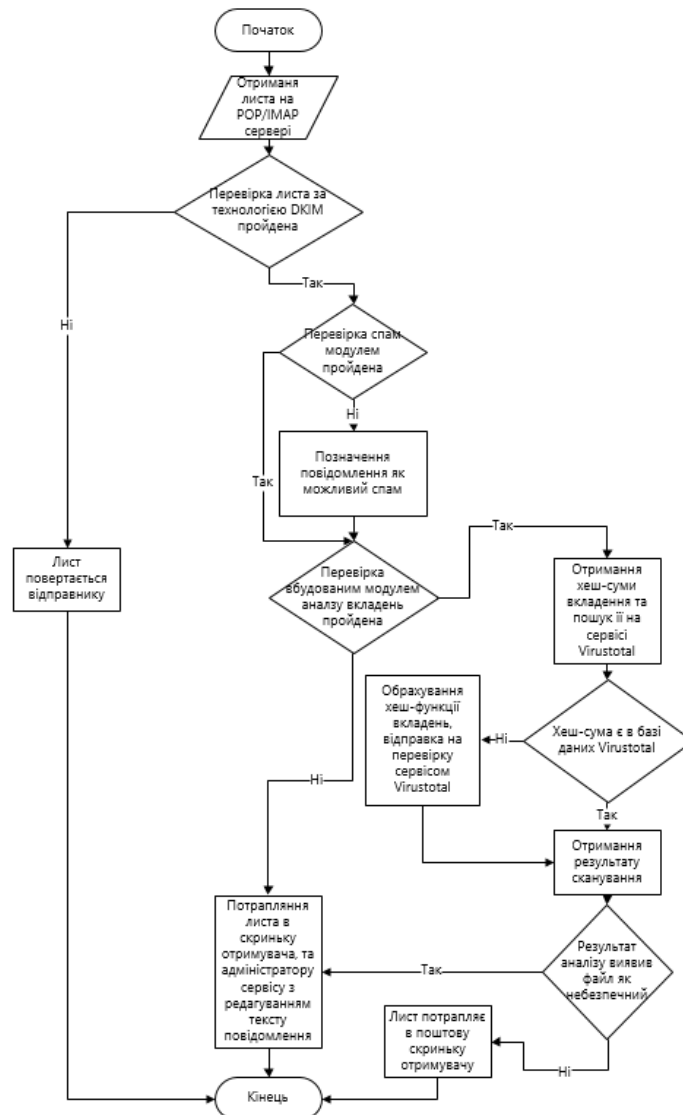 Початок
Отриманя
листа на
POP/IMAP
сервері
Перевірка листа за
технологією DKIM
пройдена
Так
Ні
Перевірка спам
модулем
пройдена
Ні
Позначення
повідомлення як
можливий спам
Так
Так
Лист
повертається
відправнику
Перевірка
вбудованим модулем
аналзу вкладень
пройдена
Отримання
хеш-суми
вкладення та
пошук її на
сервісі
Virustotal
Обрахування
хеш-функції
вкладень,
відправка на
перевірку
сервісом
Virustotal
Ні
Хеш-сума є в базі
даних Virustotal
Ні
Так
Отримання
результату
сканування
Потрапляння
листа в
скриньку
отримувача, та
адміністратору
сервісу з
редагуванням
тексту
повідомлення
Так
Результат
аналізу виявив
файл як
небезпечний
Лист потрапляє
в поштову
скриньку
отримувачу
Ні
Кінець